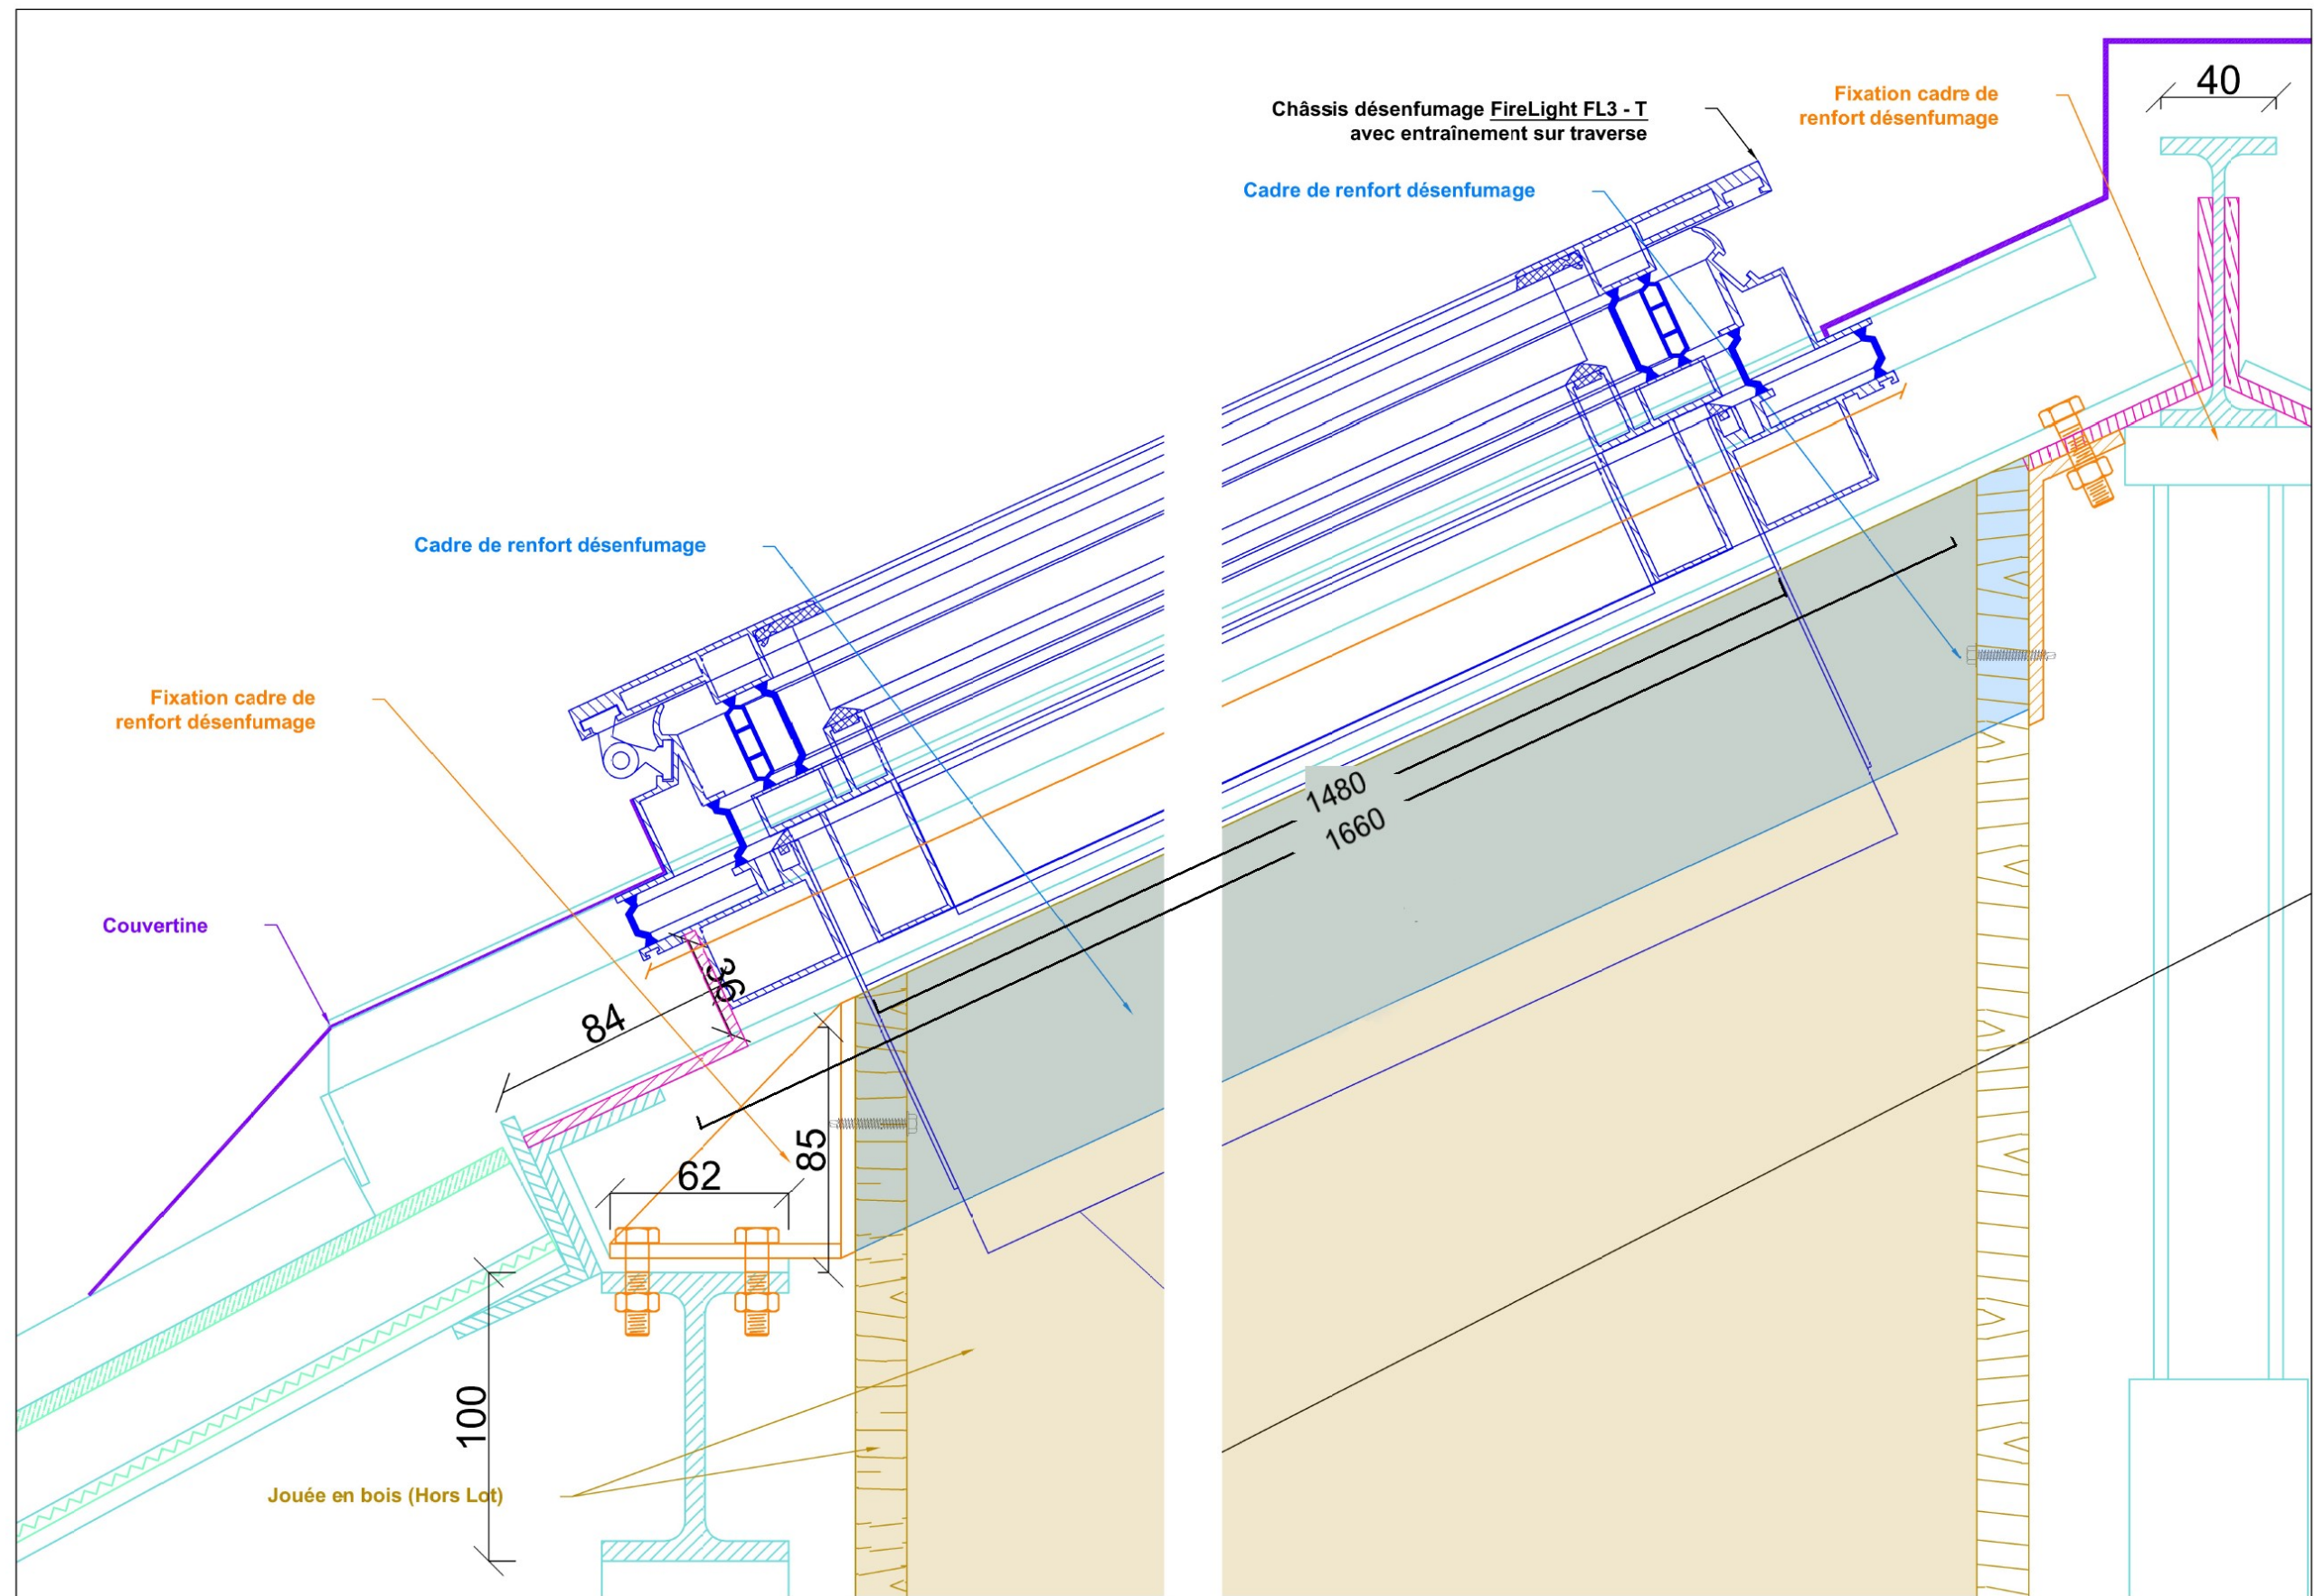 40
Châssis désenfumage FireLight FL3 - T
avec entraînement sur traverse
Fixation cadre de
renfort désenfumage
Cadre de renfort désenfumage
Cadre de renfort désenfumage
Fixation cadre de
renfort désenfumage
1480
1660
Couvertine
36
84
85
62
100
Jouée en bois (Hors Lot)